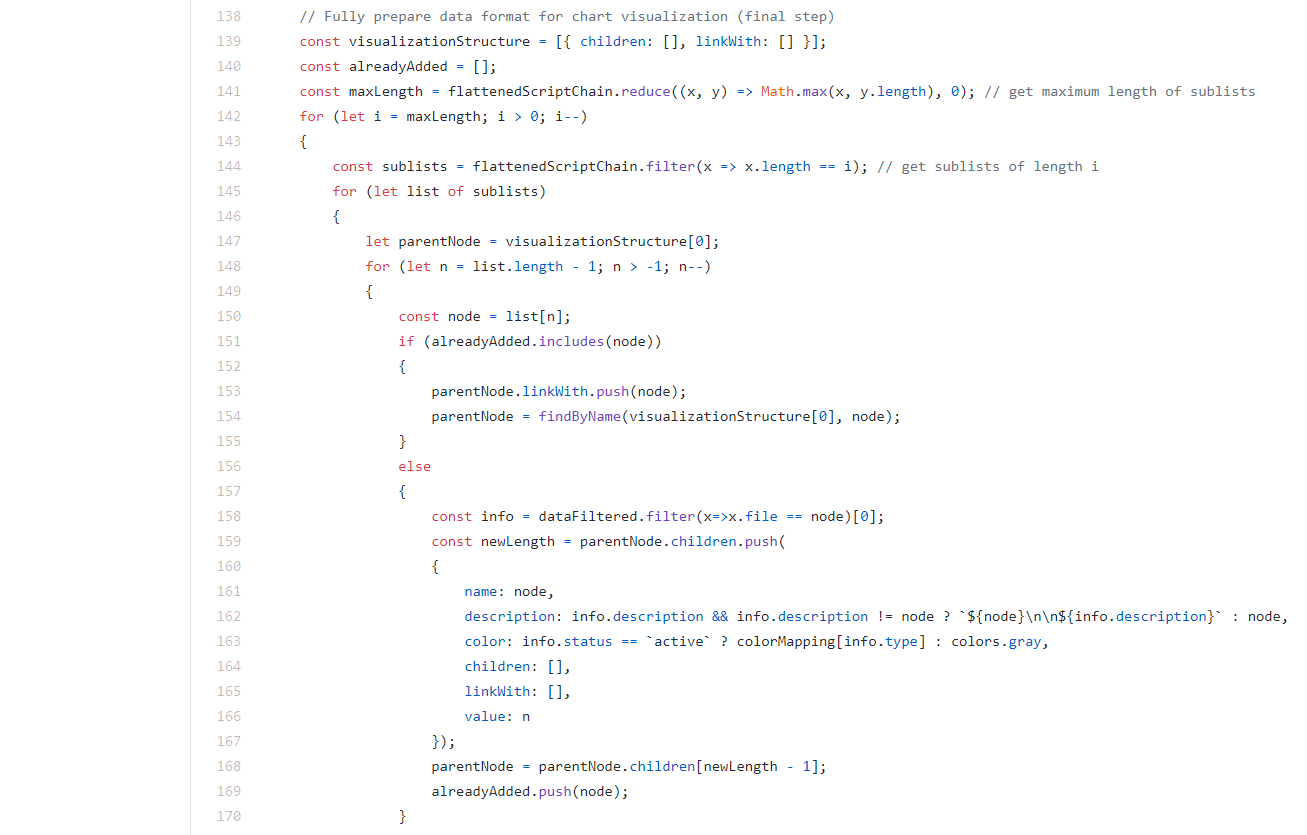 138 // Fully prepare data format for chart visualization (final step)
139 const visualizationStructure = [{ children: [], linkWith: [] }];
140 const alreadyAdded = [];
141 const maxLength = flattenedScriptChain.reduce((x, y) => Math.max(x, y.length), 0); // get maximum length of sublists
142 for (let i = maxLength; i > 0; i--)
143 {
144 const sublists = flattenedScriptChain.filter(x => x.length == i); // get sublists of length i
145 for (let list of sublists)
146 {
147 let parentNode = visualizationStructure[0];
148 for (let n = list.length - 1; n > -1; n--)
149 {
150 const node = list[n];
151 if (alreadyAdded.includes(node))
152 {
153 parentNode.linkWith.push(node);
154 parentNode = findByName(visualizationStructure[0], node);
155 }
156 else
157 {
158 const info = dataFiltered.filter(x=>x.file == node)[0];
159 const newLength = parentNode.children.push(
160 {
161 name: node,
162 description: info.description && info.description != node ? `${node}\n\n${info.description}` : node,
163 color: info.status == `active` ? colorMapping[info.type] : colors.gray,
164 children: [],
165 linkWith: [],
166 value: n
167 });
168 parentNode = parentNode.children[newLength - 1];
169 alreadyAdded.push(node);
170 }